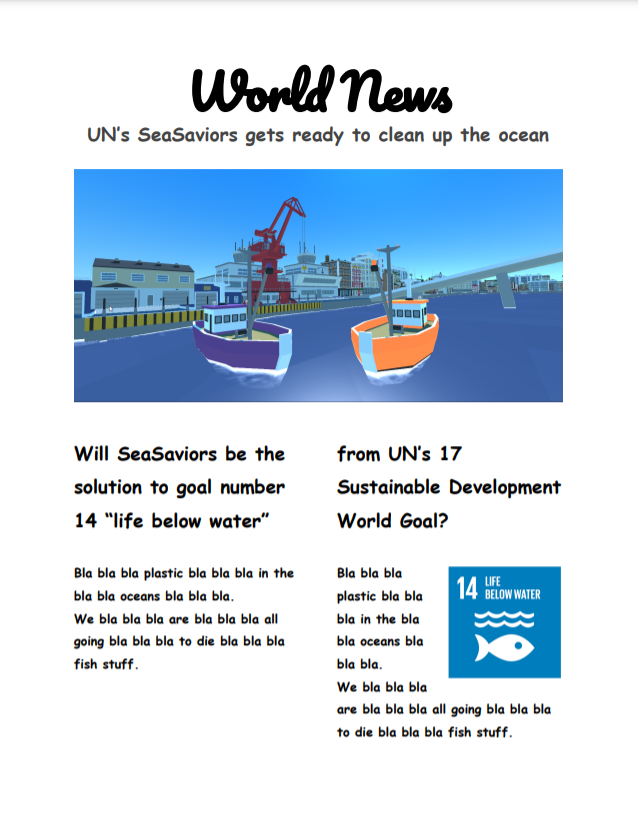 World News
UN's SeaSaviors gets ready to clean up the ocean
Will SeaSaviors be the
solution to goal number
14 “life below water”
from UN's 17
Sustainable Development
World Goal?
Bla bla bla plastic bla bla bla in the
bla bla oceans bla bla bla.
We bla bla bla are bla bla bla all
going bla bla bla to die bla bla bla
fish stuff.
Bla bla bla
plastic bla bla
bla in the bla
bla oceans bla
bla bla.
We bla bla bla
are bla bla bla all going bla bla bla
to die bla bla bla fish stuff.
14 LIFE
BELOW WATER